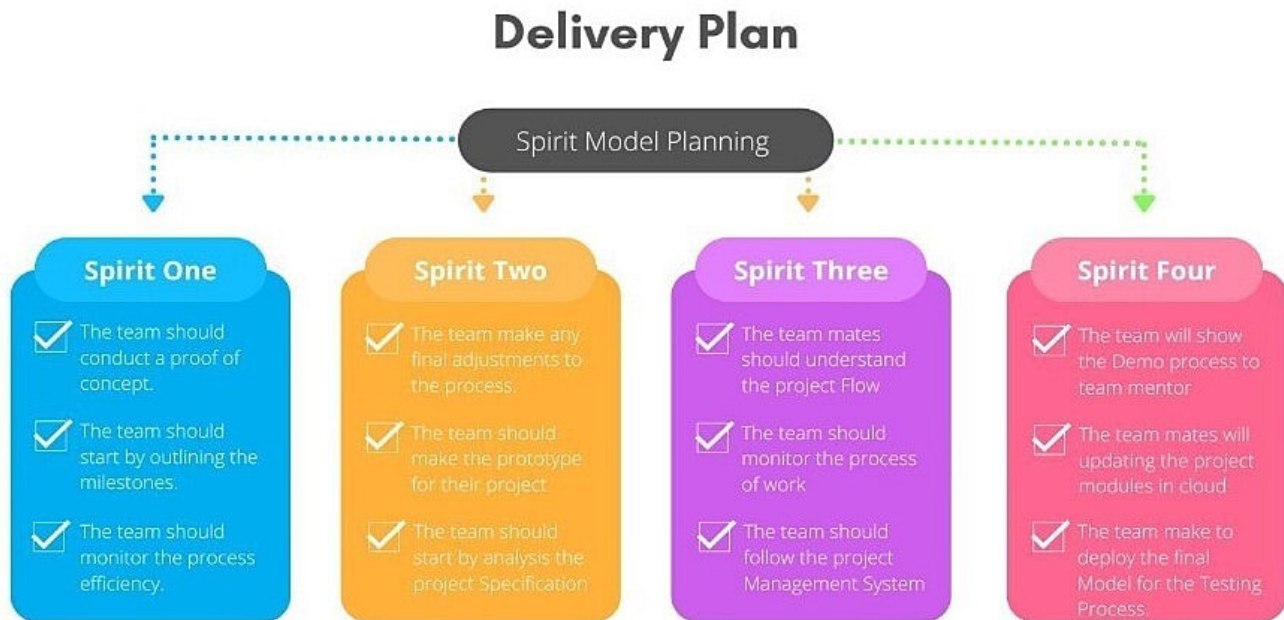 Delivery Plan
Spirit Model Planning
Spirit One
The team should
conduct a proof of
concept.
The team should
start by outlining the
milestones.
The team should
monitor the process
efficiency.
Spirit Two
The team make any
final adjustments to
the process.
The team should
make the prototype
for their project
The team should
start by analysis the
project Specification
Spirit Three
The team mates
should understand
the project Flow
The team should
monitor the process
of work
The team should
follow the project
Management System
Spirit Four
The team will show
the Demo process to
team mentor
The team mates will
updating the project
modules in cloud
The team make to
deploy the final
Model for the Testing
Process.